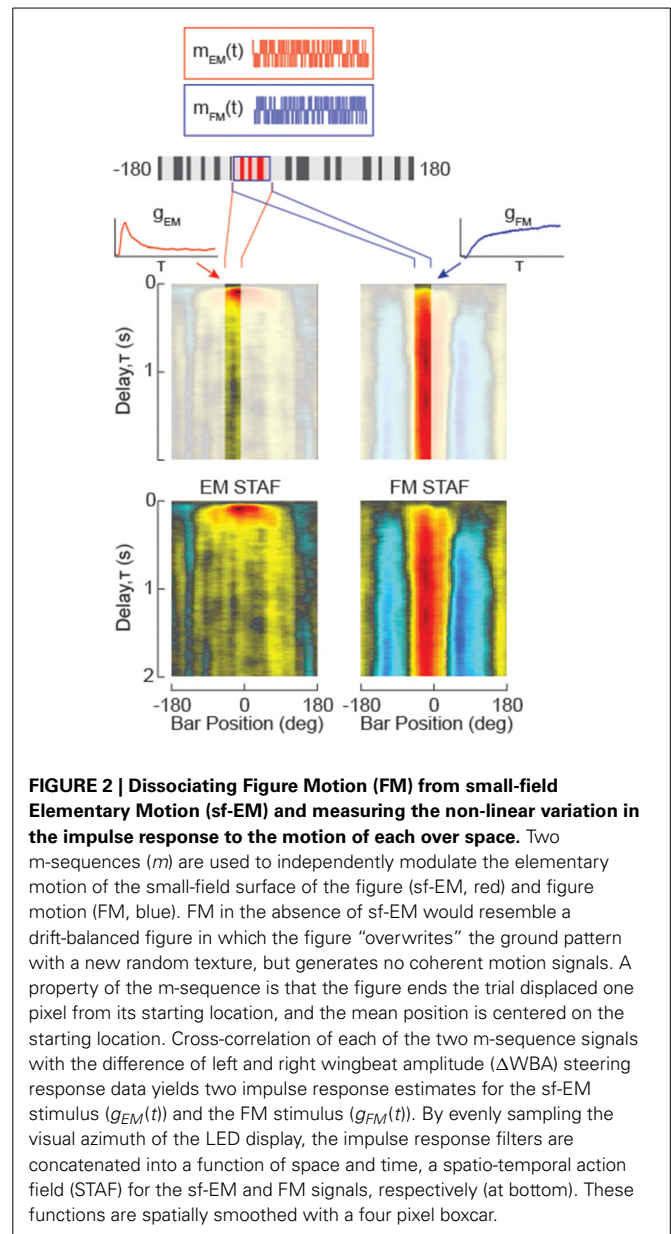 m_EM(t)
m_FM(t)
-180 180
g_EM g_FM
T T
0
1
Delay,τ (s)
EM STAF FM STAF
0
1
2
Delay,τ (s)
-180 0 180 -180 0 180
Bar Position (deg) Bar Position (deg)
FIGURE 2 | Dissociating Figure Motion (FM) from small-field
Elementary Motion (sf-EM) and measuring the non-linear variation in
the impulse response to the motion of each over space. Two
m-sequences (m) are used to independently modulate the elementary
motion of the small-field surface of the figure (sf-EM, red) and figure
motion (FM, blue). FM in the absence of sf-EM would resemble a
drift-balanced figure in which the figure “overwrites” the ground pattern
with a new random texture, but generates no coherent motion signals. A
property of the m-sequence is that the figure ends the trial displaced one
pixel from its starting location, and the mean position is centered on the
starting location. Cross-correlation of each of the two m-sequence signals
with the difference of left and right wingbeat amplitude (ΔWBA) steering
response data yields two impulse response estimates for the sf-EM
stimulus (g_EM(t)) and the FM stimulus (g_FM(t)). By evenly sampling the
visual azimuth of the LED display, the impulse response filters are
concatenated into a function of space and time, a spatio-temporal action
field (STAF) for the sf-EM and FM signals, respectively (at bottom). These
functions are spatially smoothed with a four pixel boxcar.